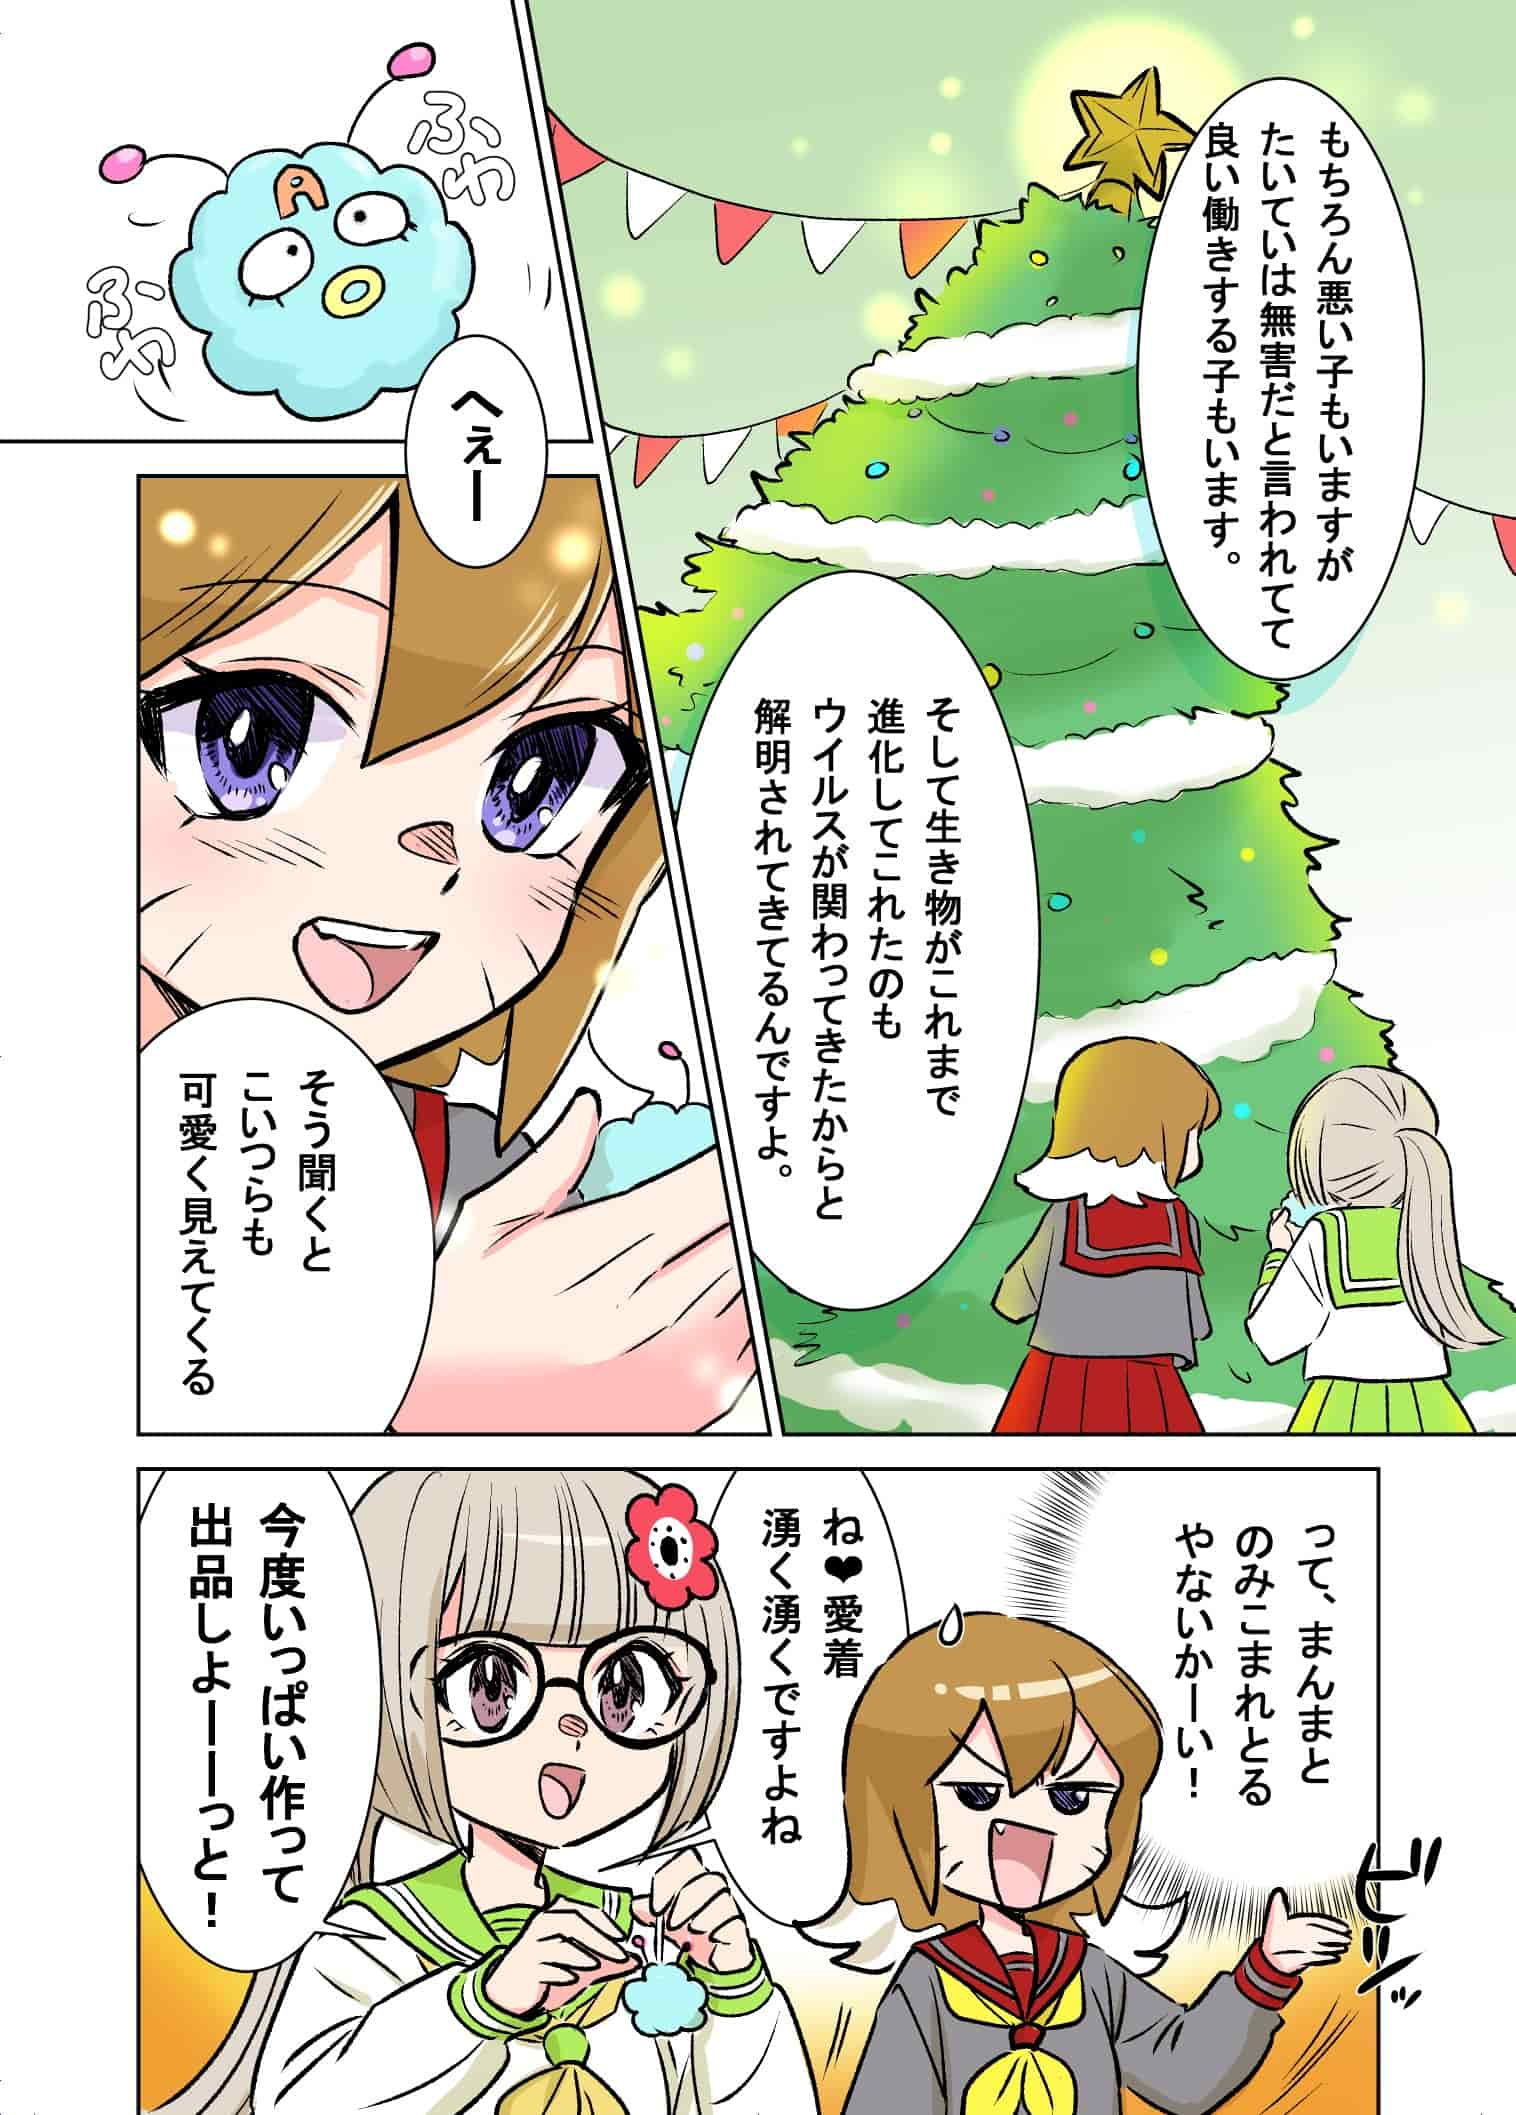 もちろん悪い子もいますが
たいていは無害だと言われてて
良い働きする子もいます。
そして生き物がこれまで
進化してこれたのも
ウイルスが関わってきたからと
解明されてきてるんですよ。
ふわ
ふわ
A
へぇー
そう聞くと
こいつらも
可愛く見えてくる
って、まんまと
のみこまれとる
やないかーい！
ビシッ
ね❤愛着
湧く湧くですよね
今度いっぱい作って
出品しよーーーっと！